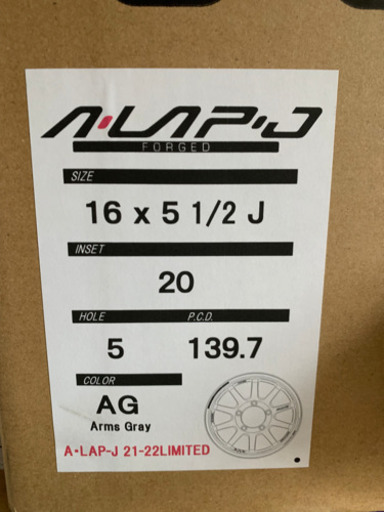 A•LAP•J
FORGED
SIZE
16 x 5 1/2 J
INSET
20
HOLE P.C.D.
5 139.7
COLOR
AG
Arms Gray
A•LAP-J 21-22LIMITED